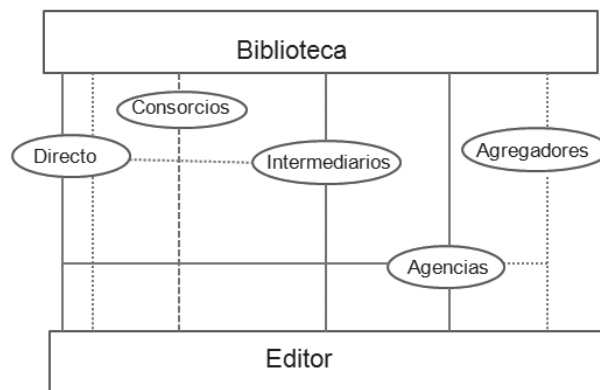 Biblioteca
Consorcios
Directo
Intermediarios
Agregadores
Agencias
Editor